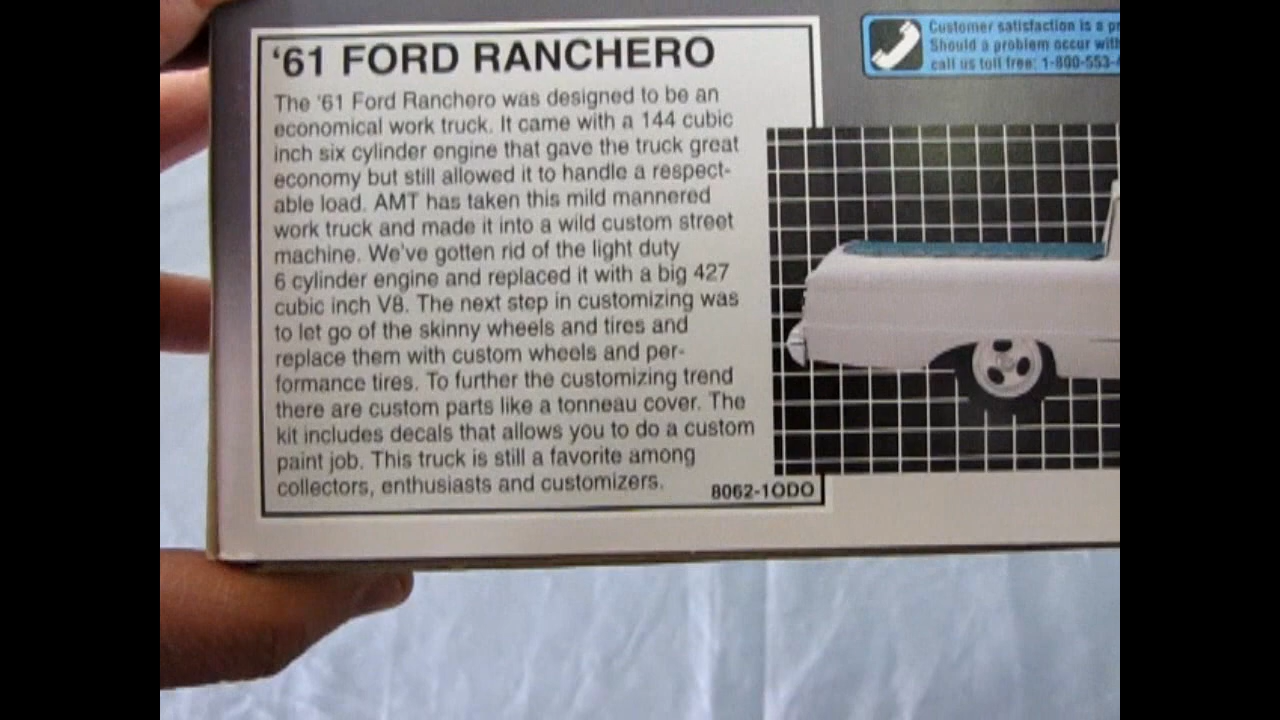 '61 FORD RANCHERO
The '61 Ford Ranchero was designed to be an
economical work truck. It came with a 144 cubic
inch six cylinder engine that gave the truck great
economy but still allowed it to handle a respect-
able load. AMT has taken this mild mannered
work truck and made it into a wild custom street
machine. We've gotten rid of the light duty
6 cylinder engine and replaced it with a big 427
cubic inch V8. The next step in customizing was
to let go of the skinny wheels and tires and
replace them with custom wheels and per-
formance tires. To further the customizing trend
there are custom parts like a tonneau cover. The
kit includes decals that allows you to do a custom
paint job. This truck is still a favorite among
collectors, enthusiasts and customizers.
8062-1ODO
Customer satisfaction is a
Should a problem occur
call us toll free: 1-800-553-